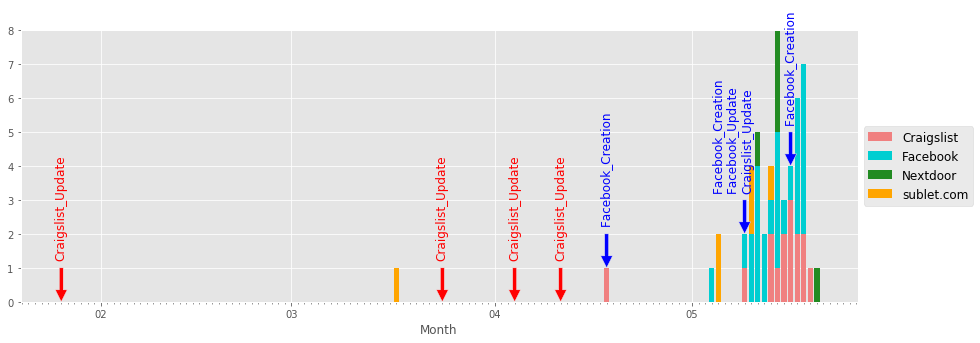 8
7
6
5
4
3
2
1
0
Craigslist_Update
Craigslist_Update
Craigslist_Update
Craigslist_Update
Facebook_Creation
Facebook_Creation
Facebook_Update
Craigslist_Update
Facebook_Creation
02
03
04
05
Month
Craigslist
Facebook
Nextdoor
sublet.com